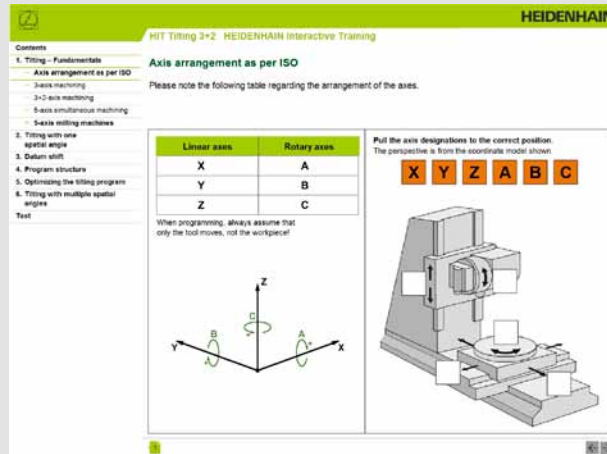 HEIDENHAIN
HIT Tilting 3+2 HEIDENHAIN Interactive Training
Contents
1. Tilting – Fundamentals
Axis arrangement as per ISO
3-axis machining
3+2-axis machining
5-axis simultaneous machining
5-axis milling machines
2. Tilting with one
spatial angle
3. Datum shift
4. Program structure
5. Optimizing the tilting program
6. Tilting with multiple spatial
angles
Test
Axis arrangement as per ISO
Please note the following table regarding the arrangement of the axes.
Linear axes Rotary axes
X A
Y B
Z C
When programming, always assume that
only the tool moves, not the workpiece!
Z
C
B
A
Y
X
Pull the axis designations to the correct position.
The perspective is from the coordinate model shown
X Y Z A B C